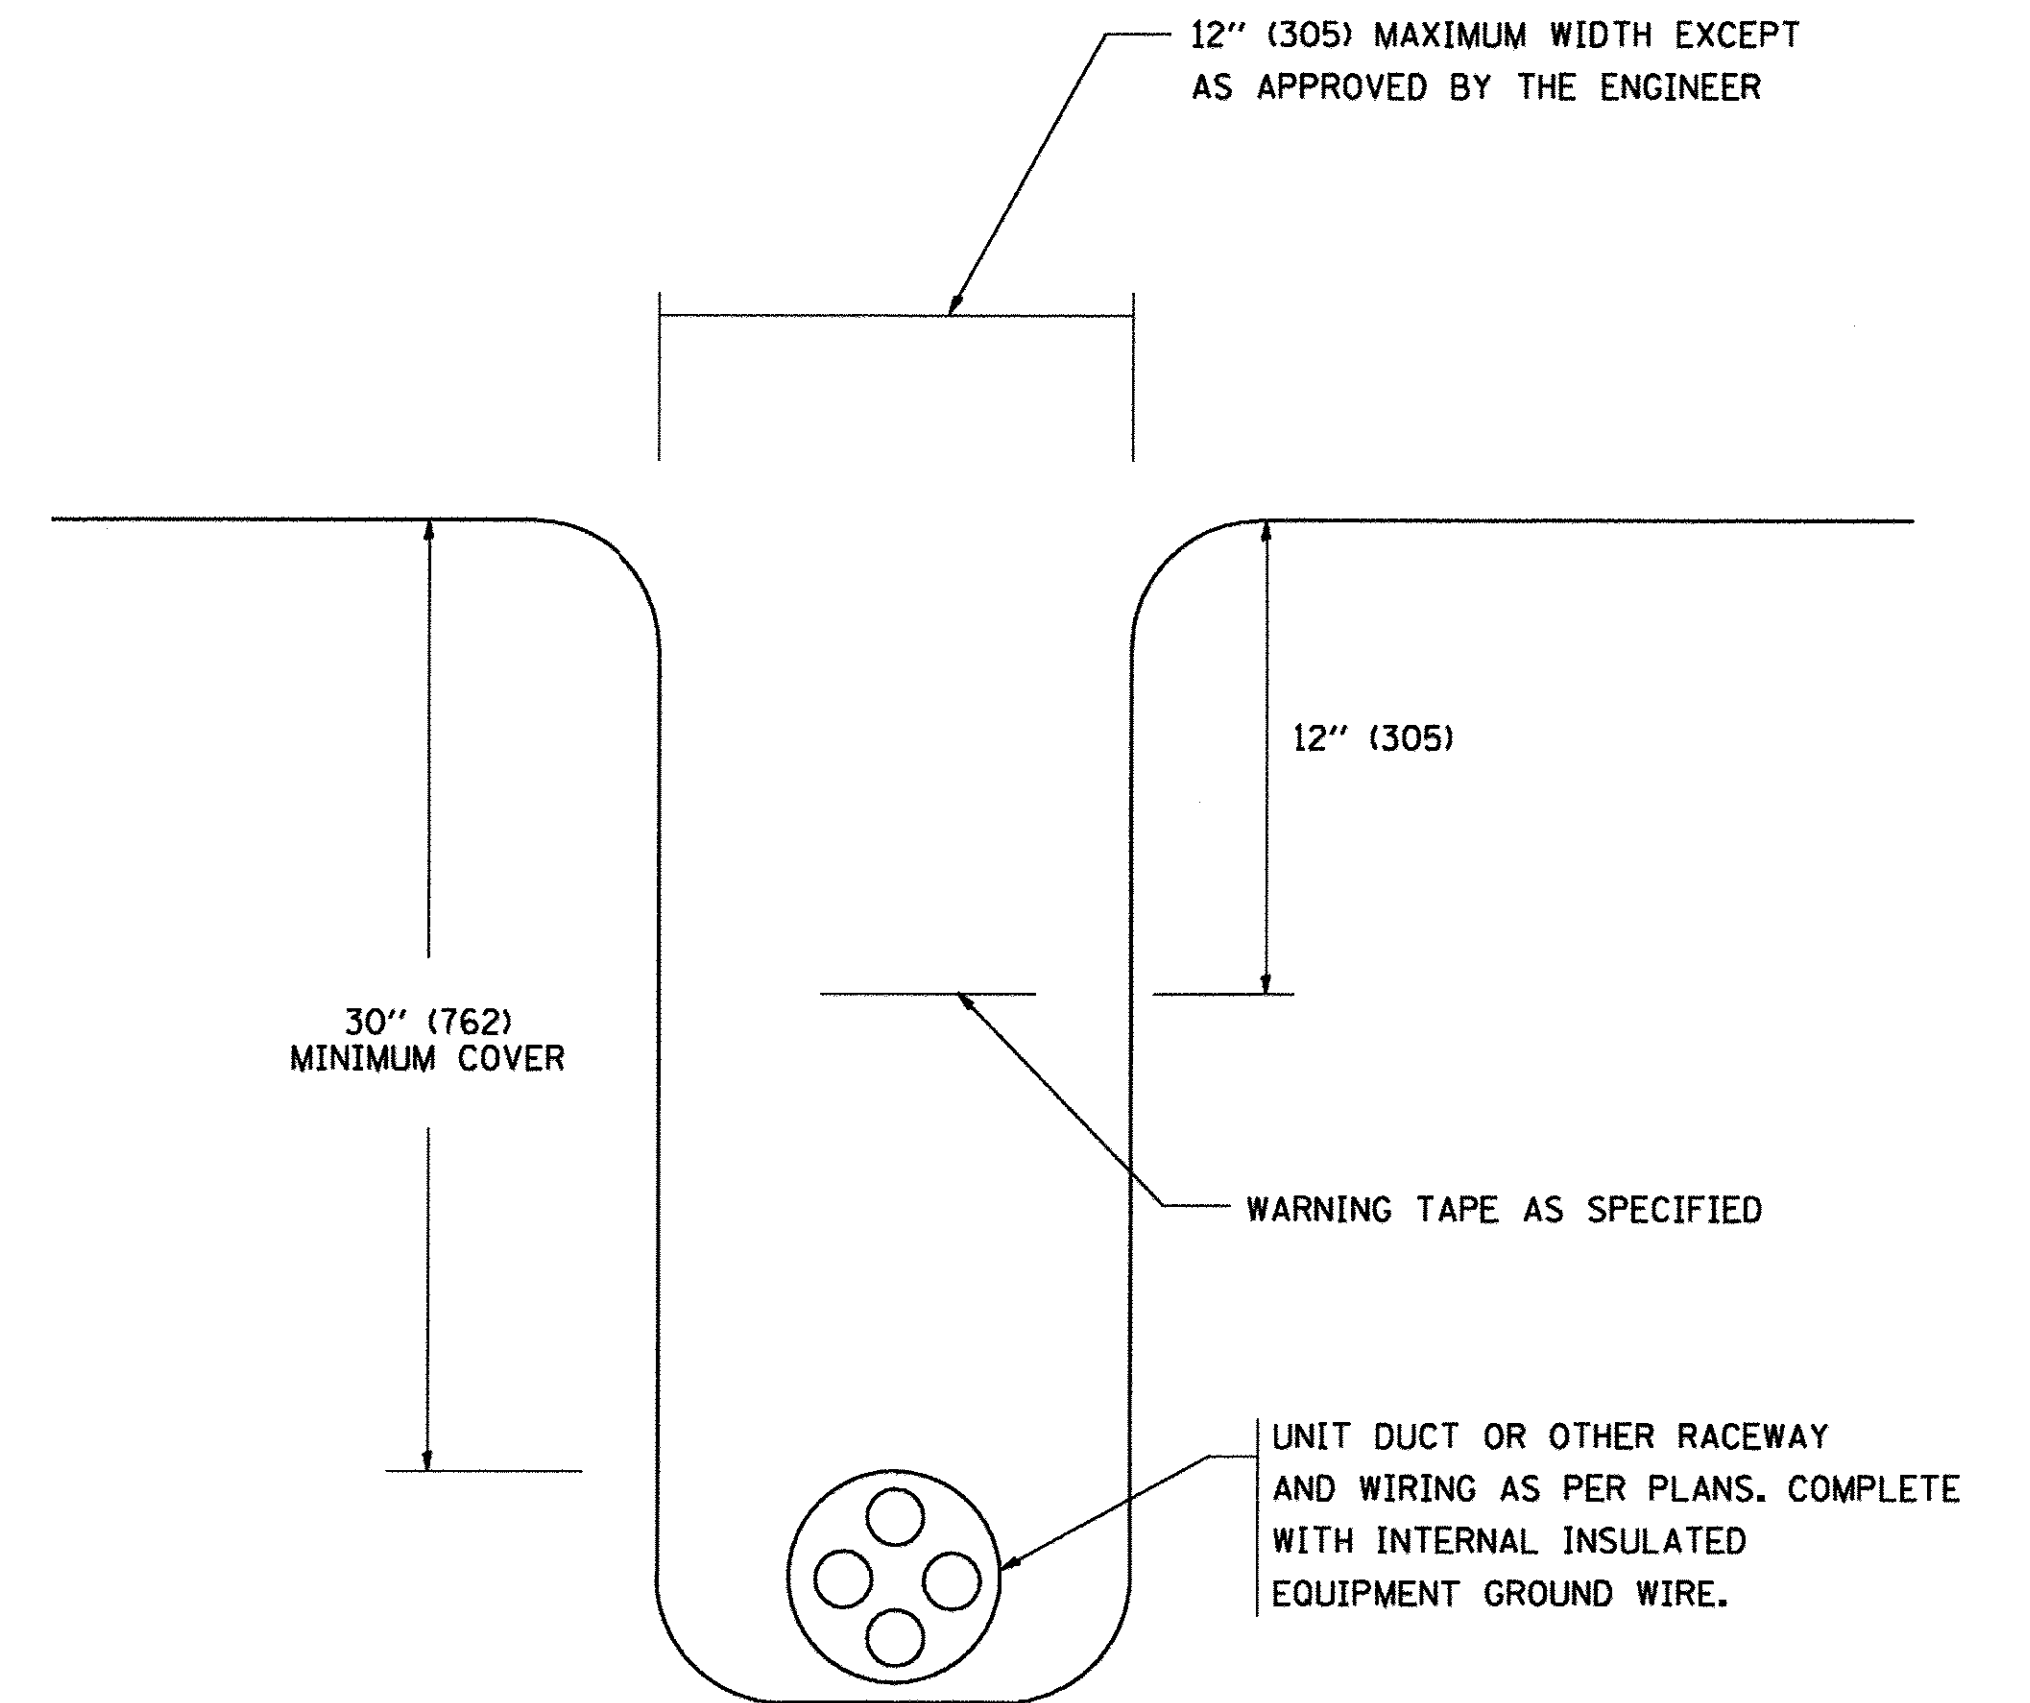 12″ (305) MAXIMUM WIDTH EXCEPT
AS APPROVED BY THE ENGINEER
12″ (305)
30″ (762)
MINIMUM COVER
WARNING TAPE AS SPECIFIED
UNIT DUCT OR OTHER RACEWAY
AND WIRING AS PER PLANS. COMPLETE
WITH INTERNAL INSULATED
EQUIPMENT GROUND WIRE.